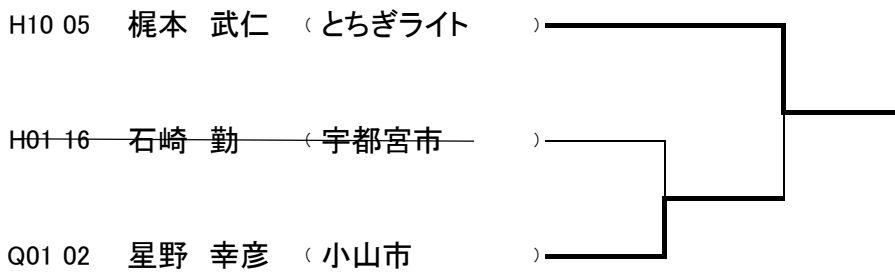 H10 05 梶本 武仁 （ とちぎライト ）
H01 16 石崎 勤 （ 宇都宮市 ）
Q01 02 星野 幸彦 （ 小山市 ）